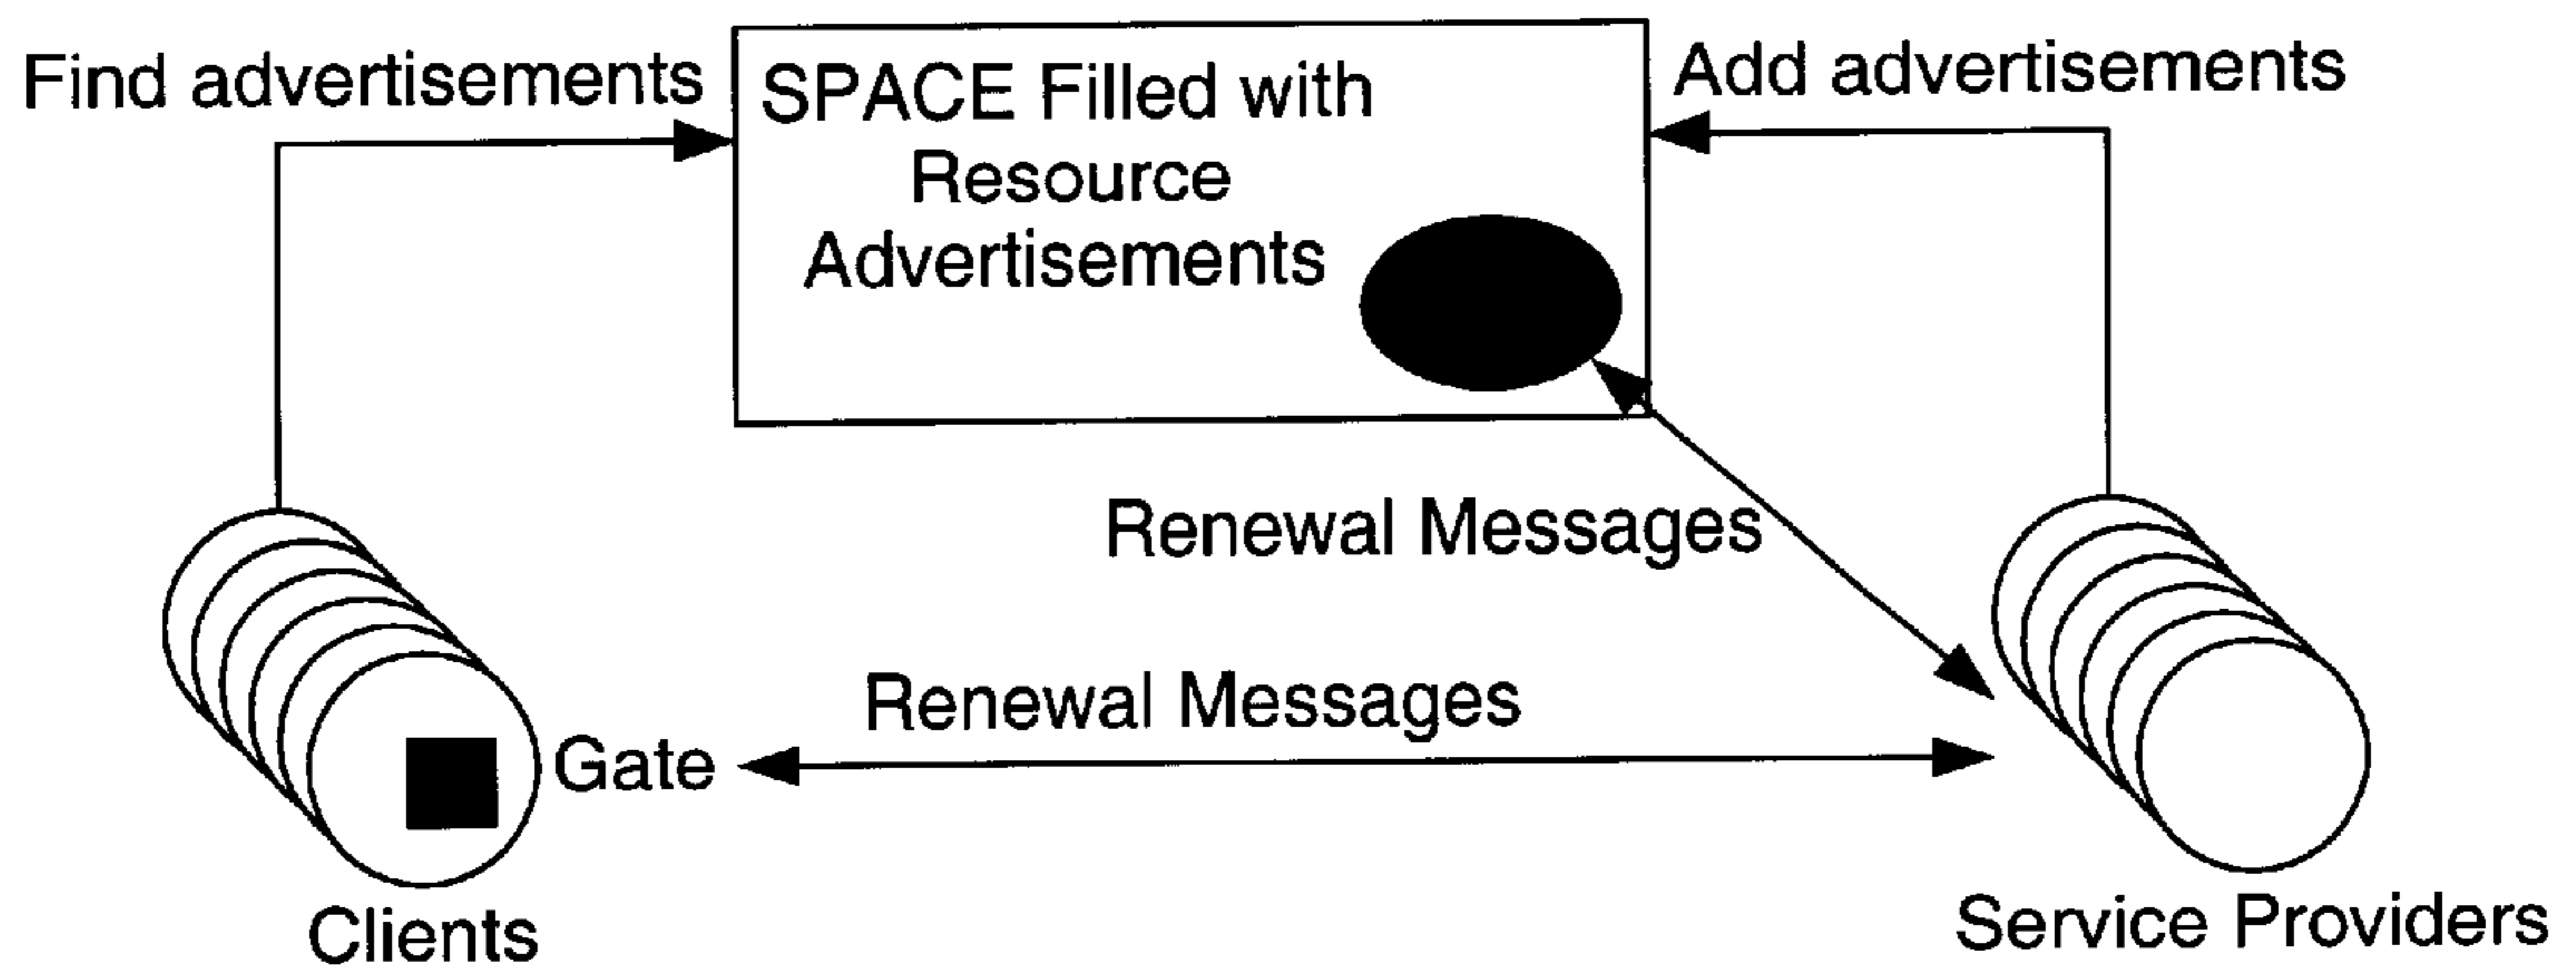 Find advertisements
SPACE Filled with
Resource
Advertisements
Add advertisements
Renewal Messages
Renewal Messages
Gate
Clients
Service Providers